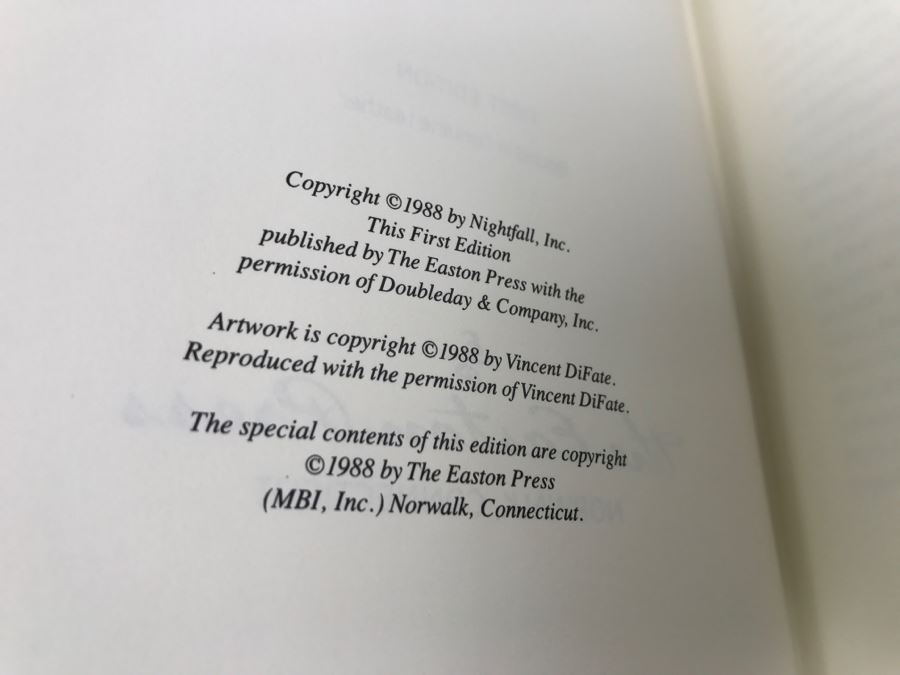 Copyright ©1988 by Nightfall, Inc.
This First Edition
published by The Easton Press with the
permission of Doubleday & Company, Inc.
Artwork is copyright ©1988 by Vincent DiFate.
Reproduced with the permission of Vincent DiFate.
The special contents of this edition are copyright
©1988 by The Easton Press
(MBI, Inc.) Norwalk, Connecticut.